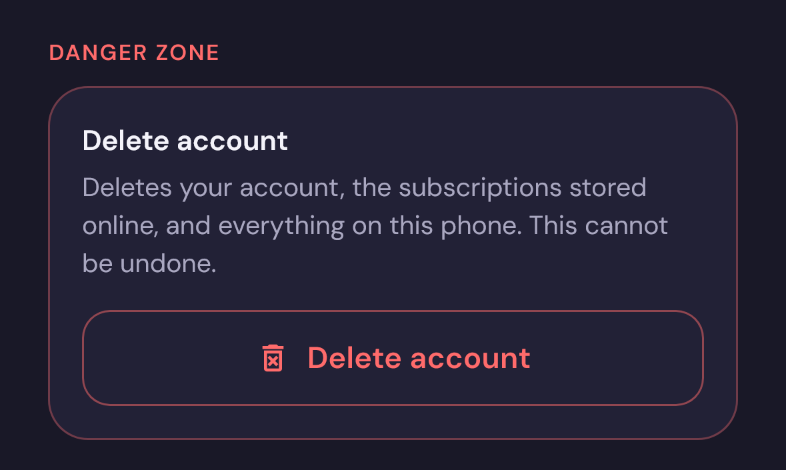 DANGER ZONE
Delete account
Deletes your account, the subscriptions stored
online, and everything on this phone. This cannot
be undone.
Delete account